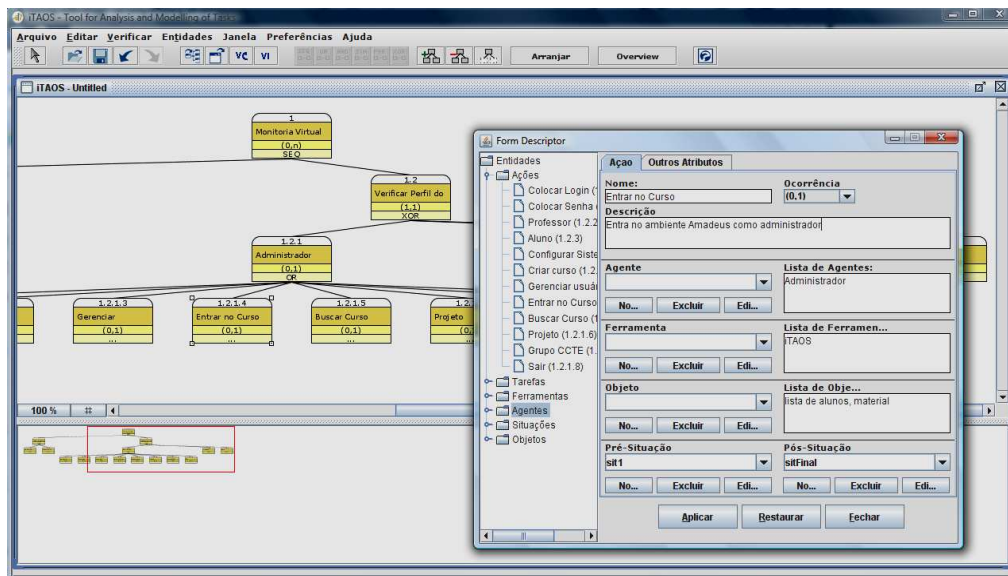 iTAOS - Tool for Analysis and Modelling of Tasks
Arquivo Editar Verificar Entidades Janela Preferências Ajuda
VC VI Arranjar Overview
iTAOS - Untitled
1
Monitoria Virtual
(0,n)
SEQ
1.2
Verificar Perfil do
(1,1)
XOR
1.2.1
Administrador
(0,1)
OR
1.2.1.3
Gerenciar
(0,1)
...
1.2.1.4
Entrar no Curso
(0,1)
...
1.2.1.5
Buscar Curso
(0,1)
...
Projeto
100 %
Form Descriptor
Entidades
Ações
Colocar Login (
Colocar Senha
Professor (1.2.2
Aluno (1.2.3)
Configurar Siste
Criar curso (1.2.
Gerenciar usuár
Entrar no Curso
Buscar Curso (1
Projeto (1.2.1.6)
Grupo CCTE (1.
Sair (1.2.1.8)
Tarefas
Ferramentas
Agentes
Situações
Objetos
Açao Outros Atributos
Nome: Ocorrência
Entrar no Curso (0.1)
Descrição
Entra no ambiente Amadeus como administrador
Agente Lista de Agentes:
Administrador
No... Excluir Edi...
Ferramenta Lista de Ferramen...
iTAOS
No... Excluir Edi...
Objeto Lista de Obje...
lista de alunos, material
No... Excluir Edi...
Pré-Situação Pós-Situação
sit1 sitFinal
No... Excluir Edi... No... Excluir Edi...
Aplicar Restaurar Fechar